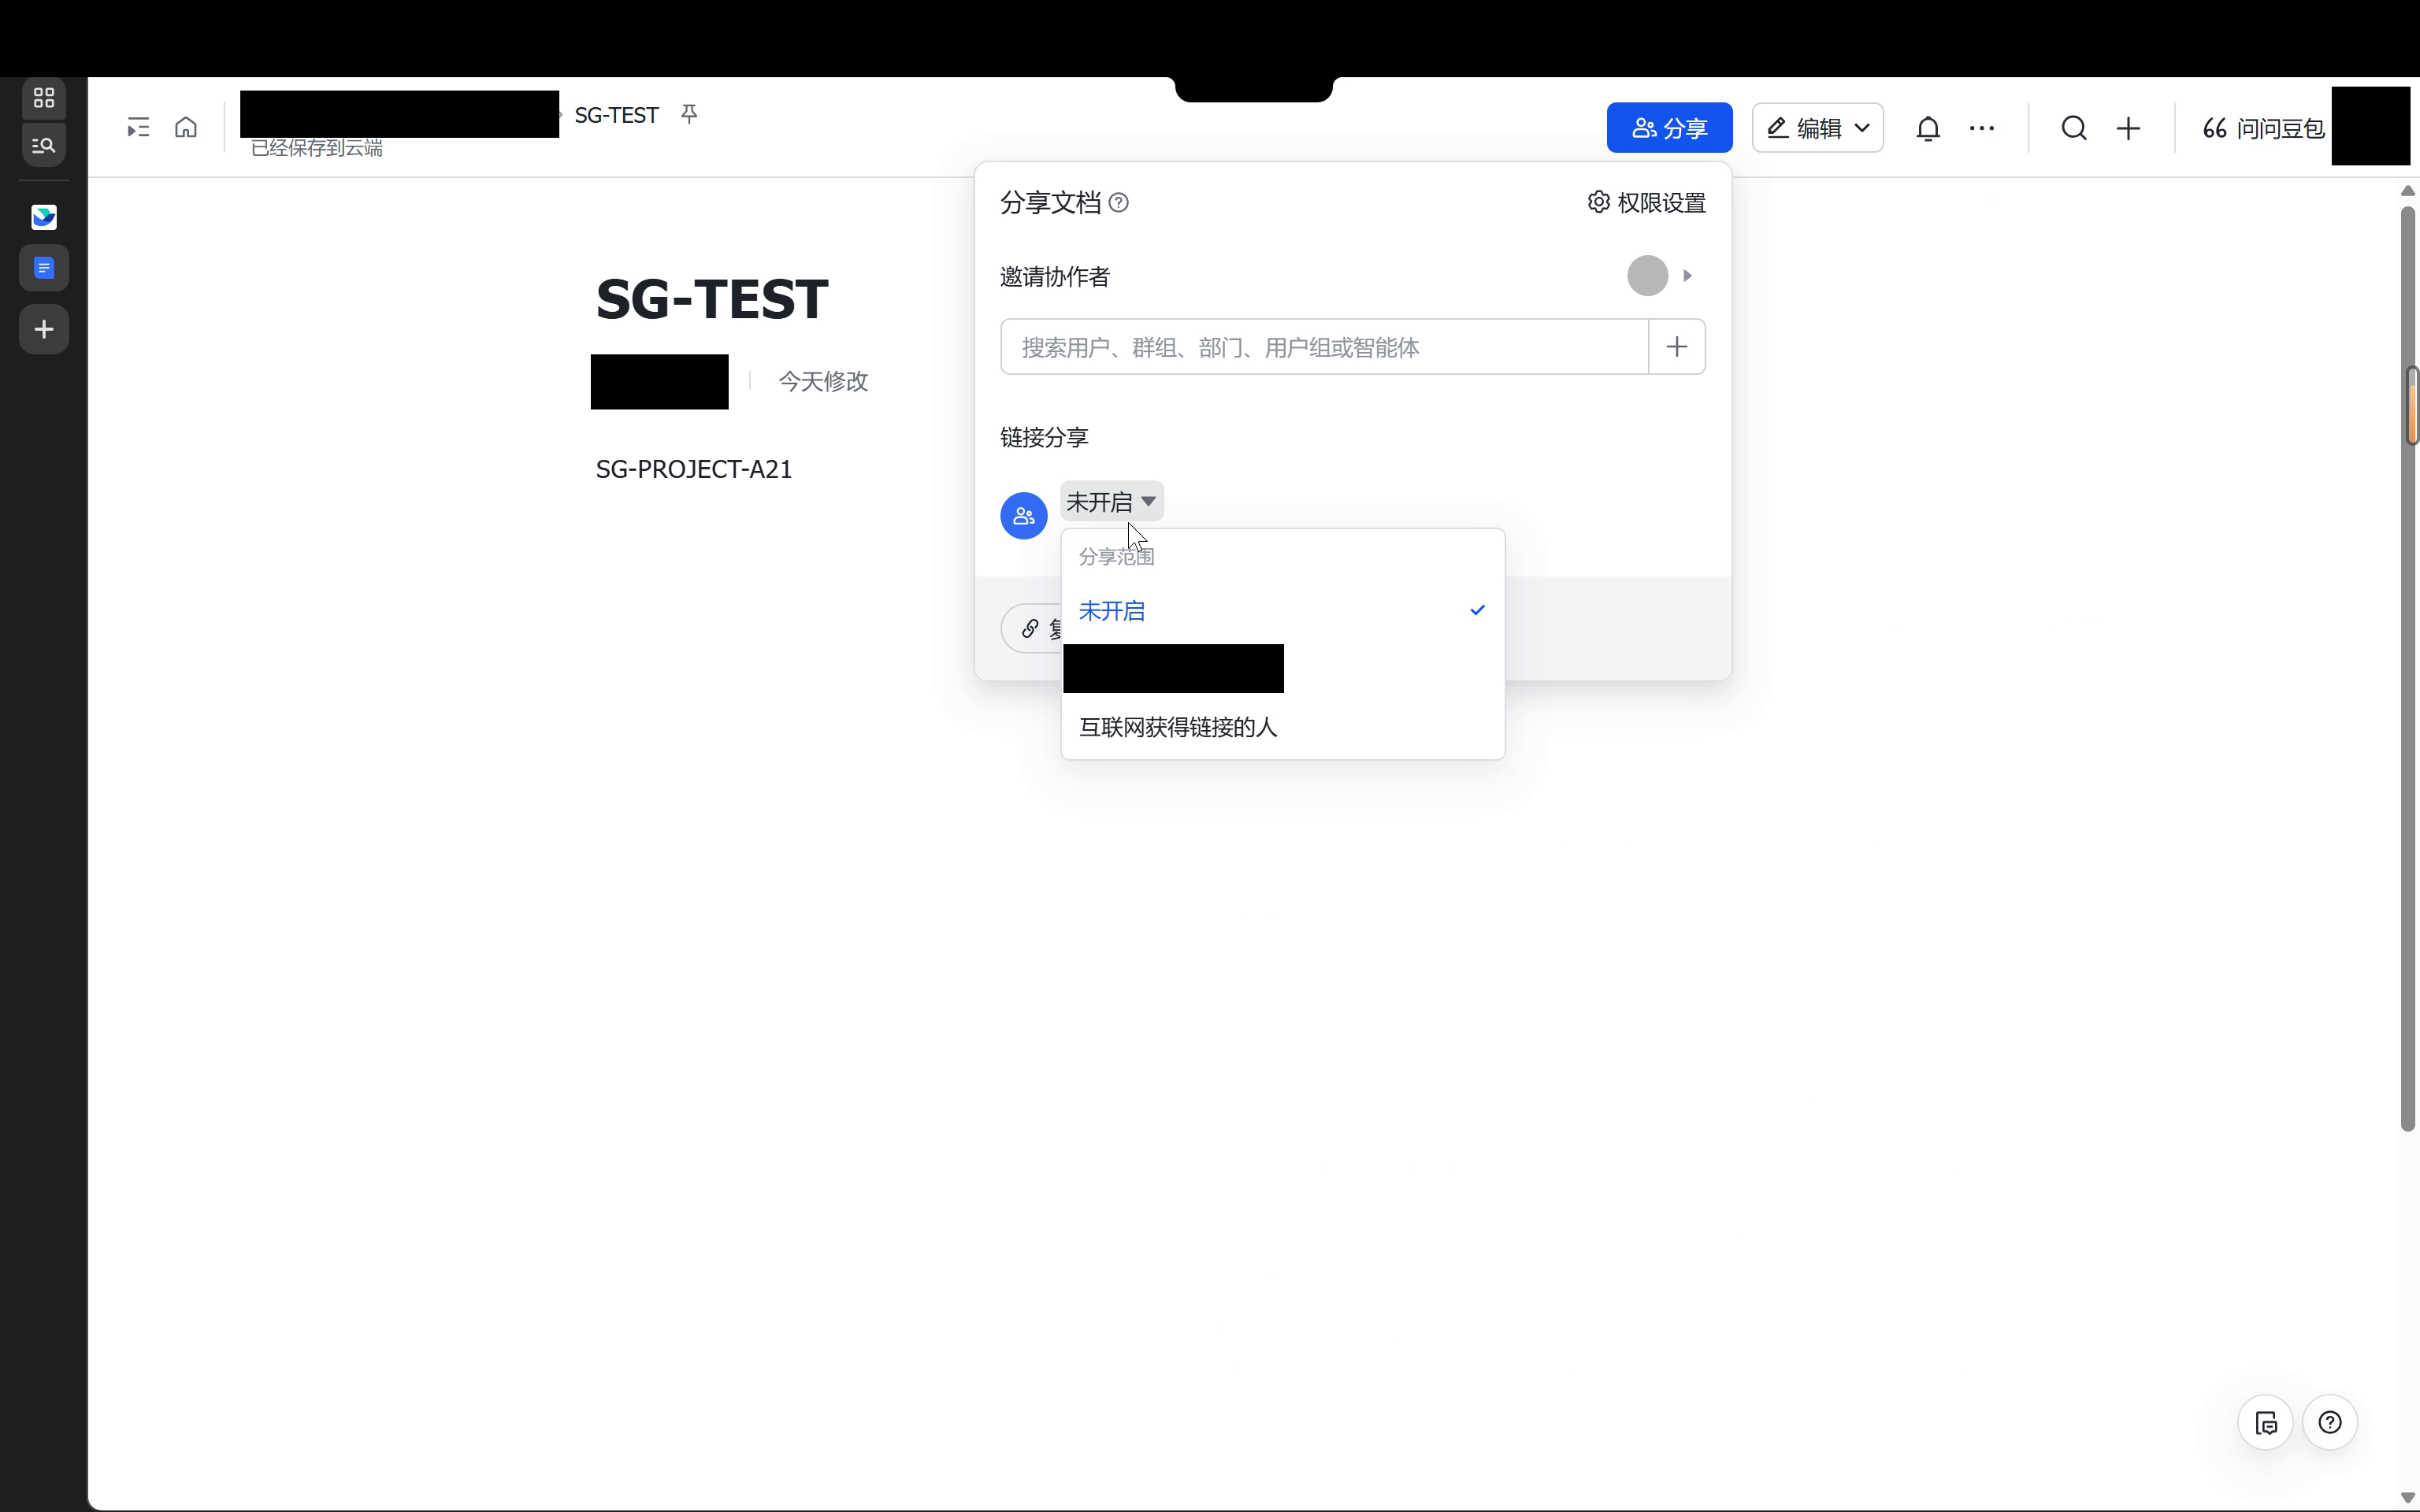 SG-TEST
已经保存到云端
分享
编辑
问问豆包
分享文档
权限设置
SG-TEST
邀请协作者
搜索用户、群组、部门、用户组或智能体
今天修改
链接分享
SG-PROJECT-A21
未开启
分享范围
未开启
互联网获得链接的人